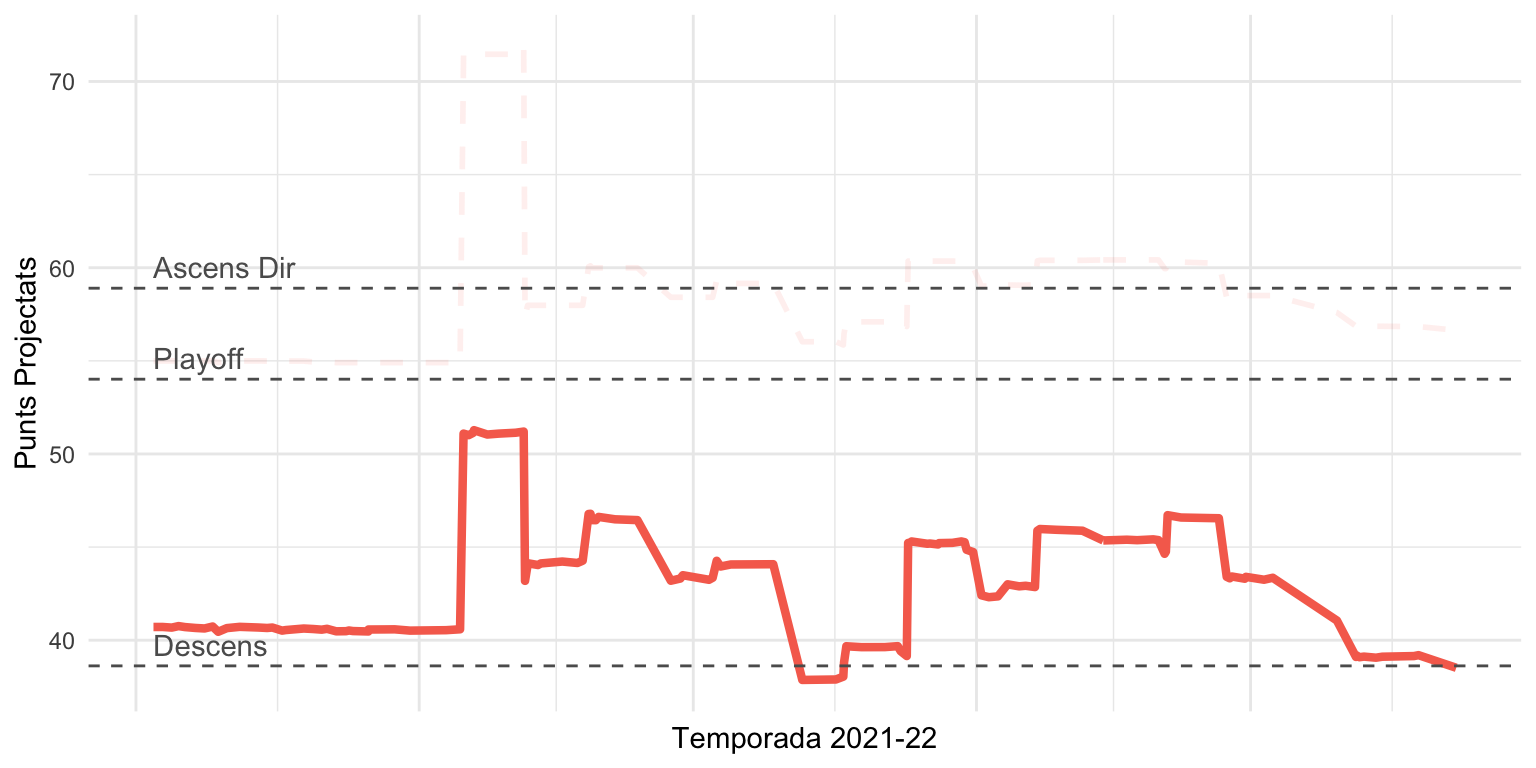 70
60
50
40
Punts Projectats
Ascens Dir
Playoff
Descens
Temporada 2021-22